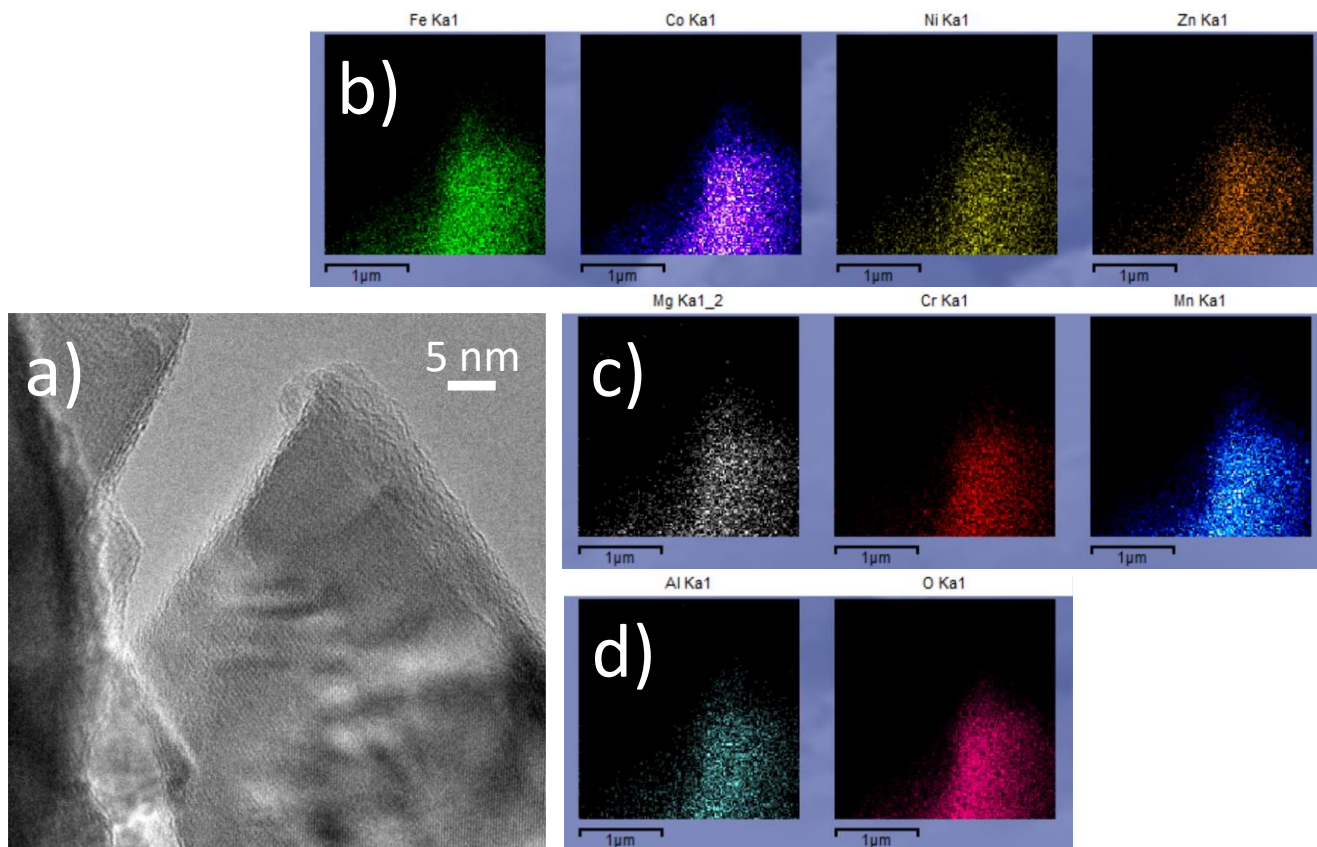 Fe Ka1 Co Ka1 Ni Ka1 Zn Ka1
b)
1µm 1µm 1µm 1µm
Mg Ka1_2 Cr Ka1 Mn Ka1
a) 5 nm c)
1µm 1µm 1µm
Al Ka1 O Ka1
d)
1µm 1µm